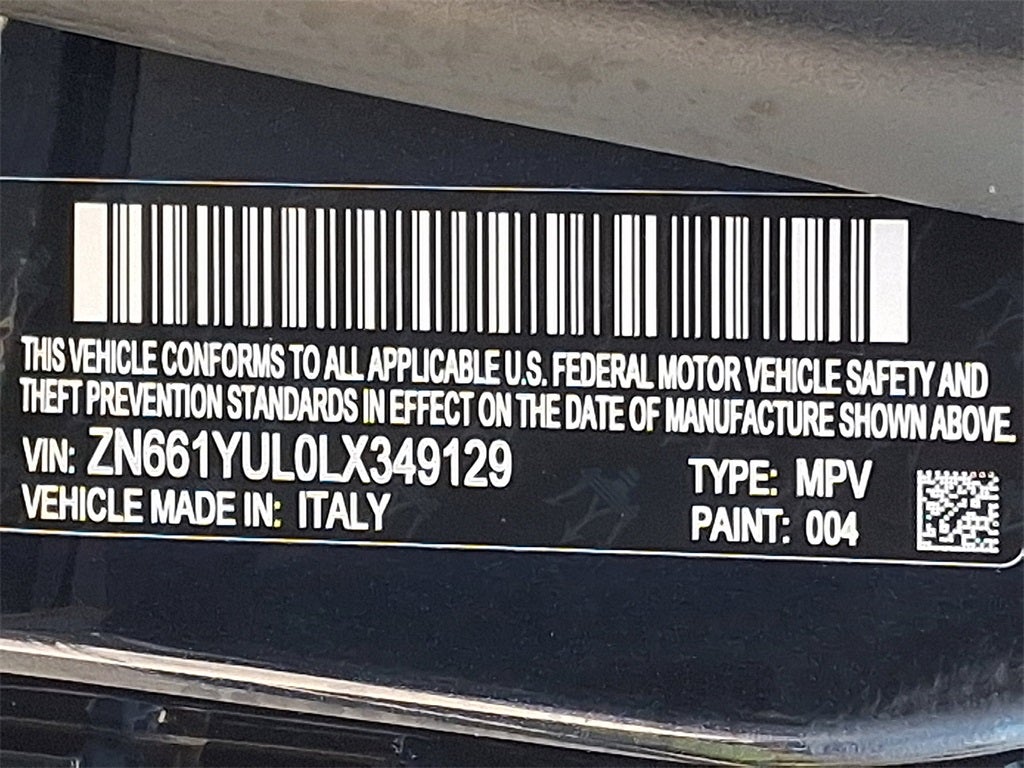 THIS VEHICLE CONFORMS TO ALL APPLICABLE U.S. FEDERAL MOTOR VEHICLE SAFETY AND
THEFT PREVENTION STANDARDS IN EFFECT ON THE DATE OF MANUFACTURE SHOWN ABOVE.
VIN: ZN661YUL0LX349129 TYPE: MPV
VEHICLE MADE IN: ITALY PAINT: 004